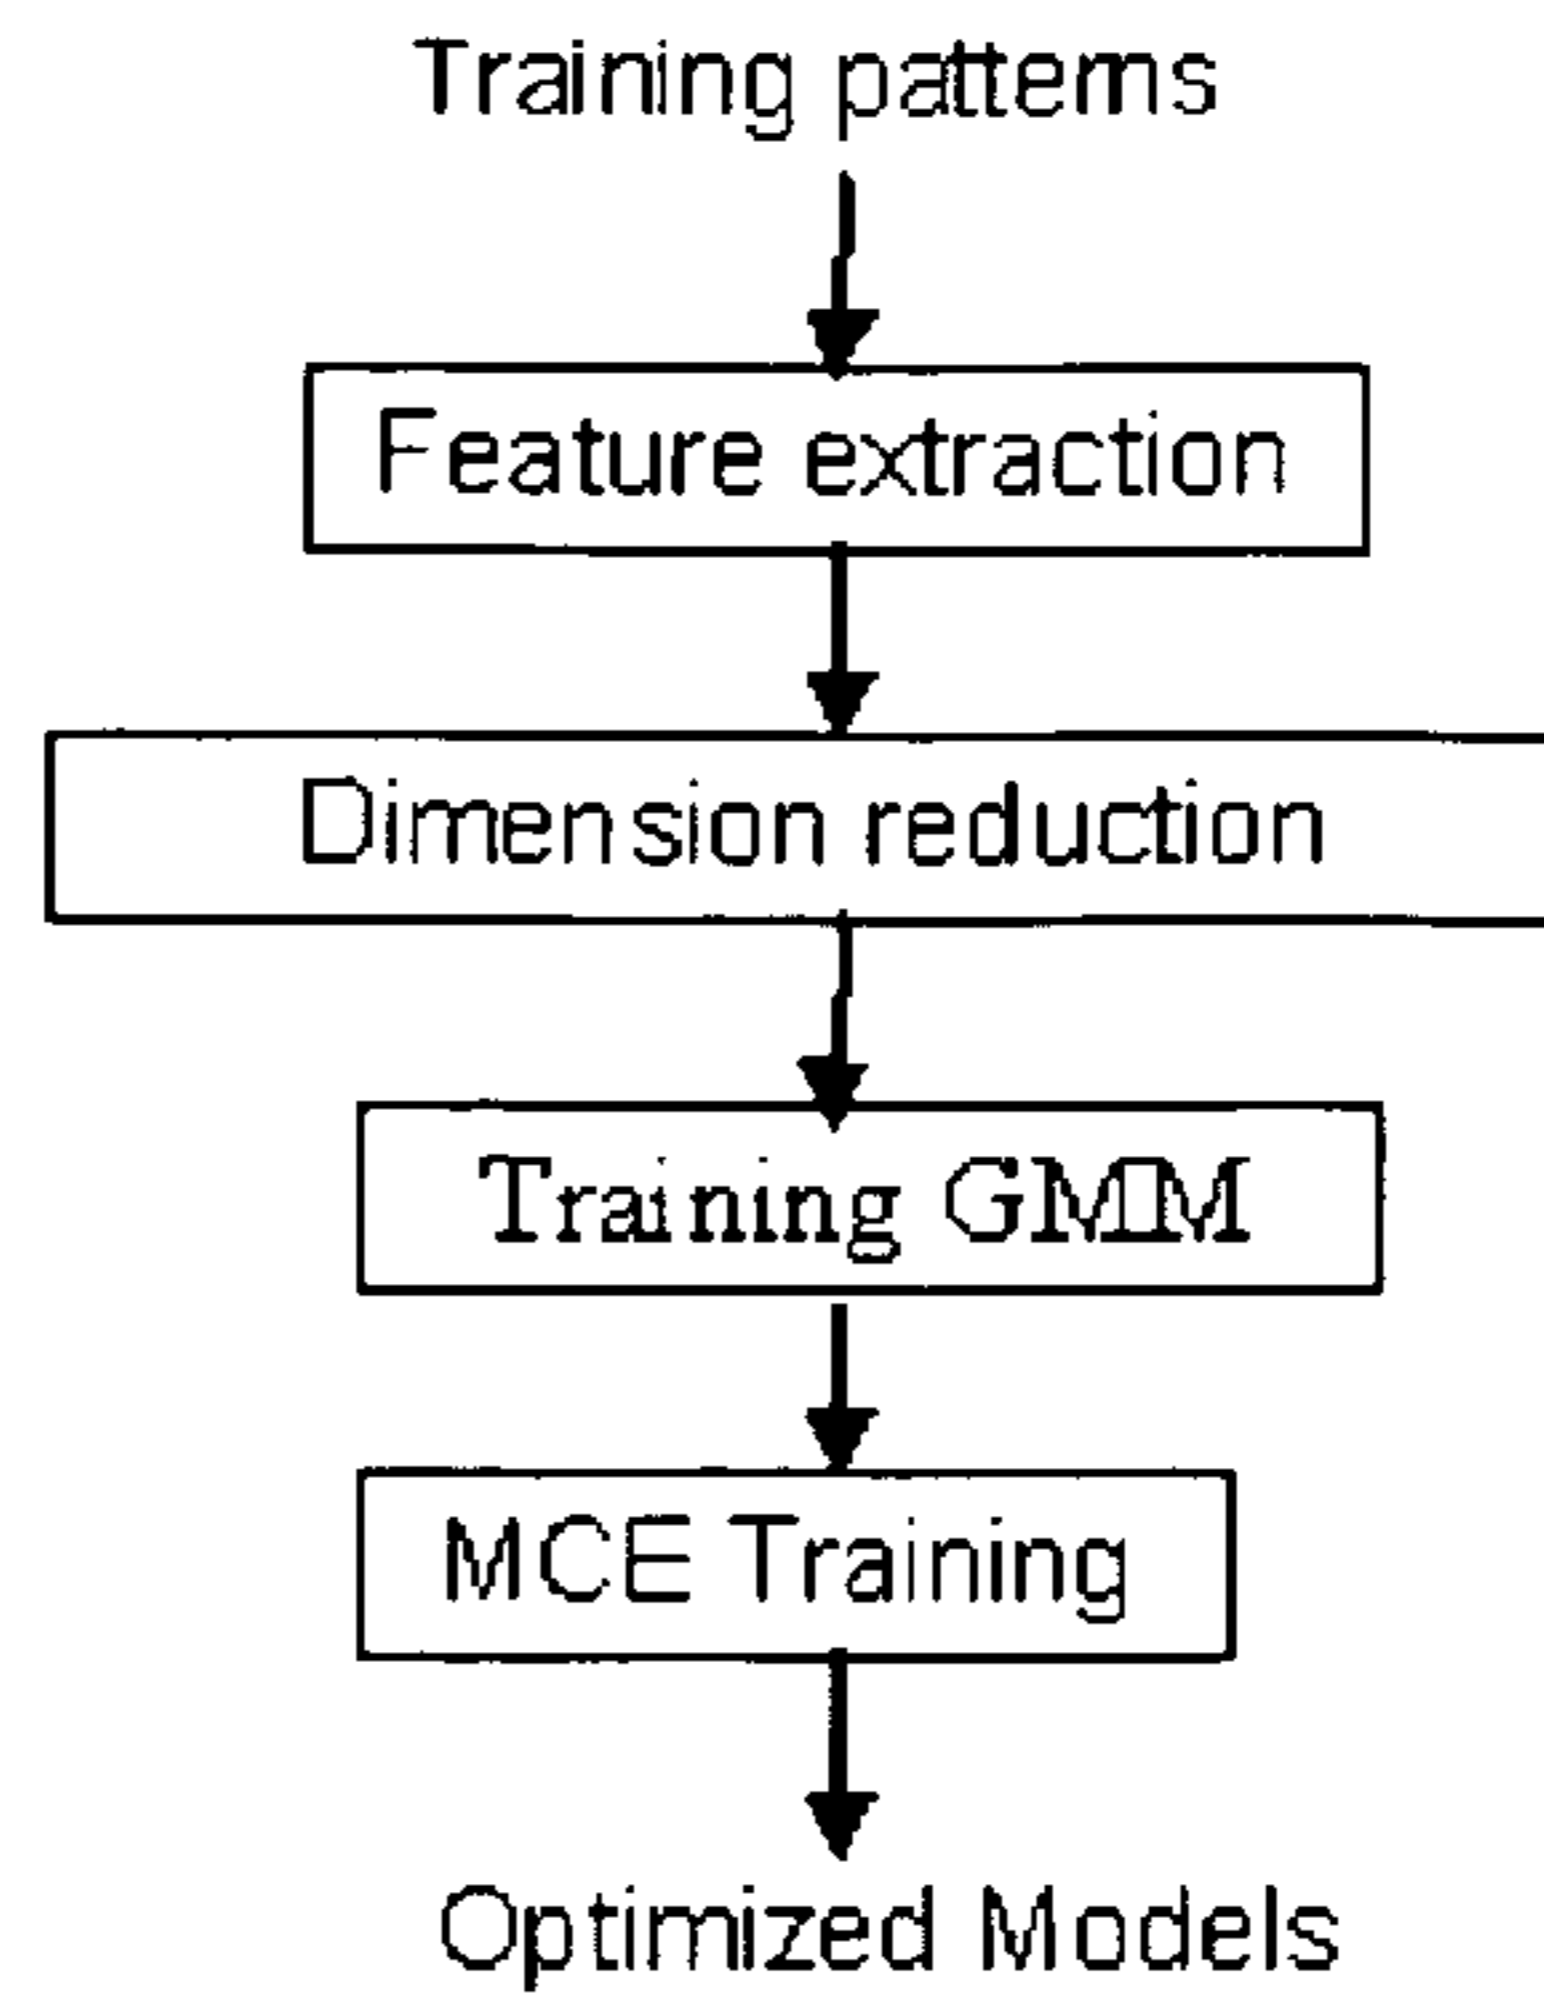 Training patterns
Feature extraction
Dimension reduction
Training GMM
MCE Training
Optimized Models